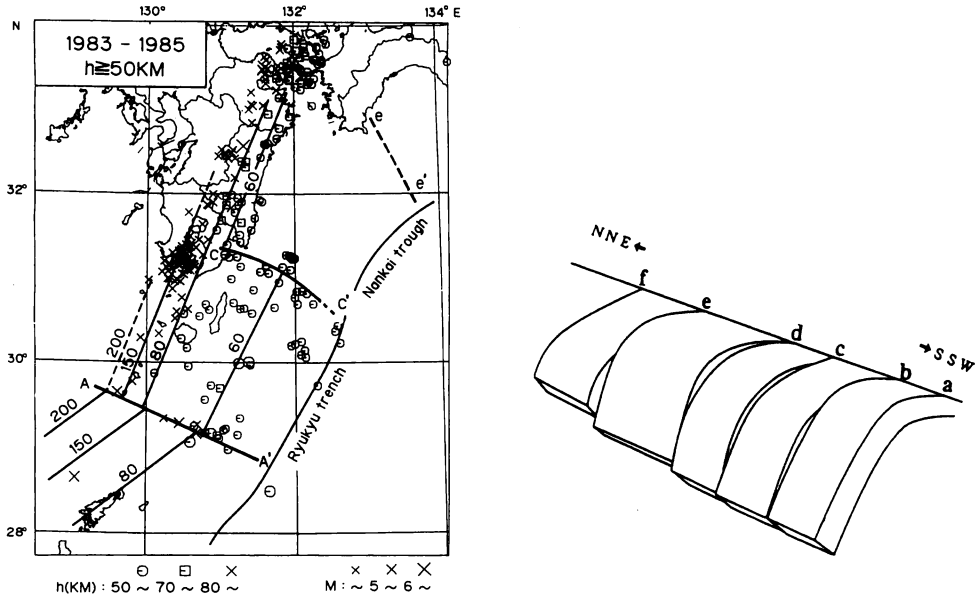 130° 132° 134° E
N
1983 - 1985
h≧50KM
e
e'
32°
60
C
C'
Nankai trough
200
150
80
60
30°
A
A'
200
150
80
Ryukyu trench
28°
h(KM) : 50 ~ 70 ~ 80 ~
M : ~ 5 ~ 6 ~
NNE←
f
e
d
c
b
a
→SSW